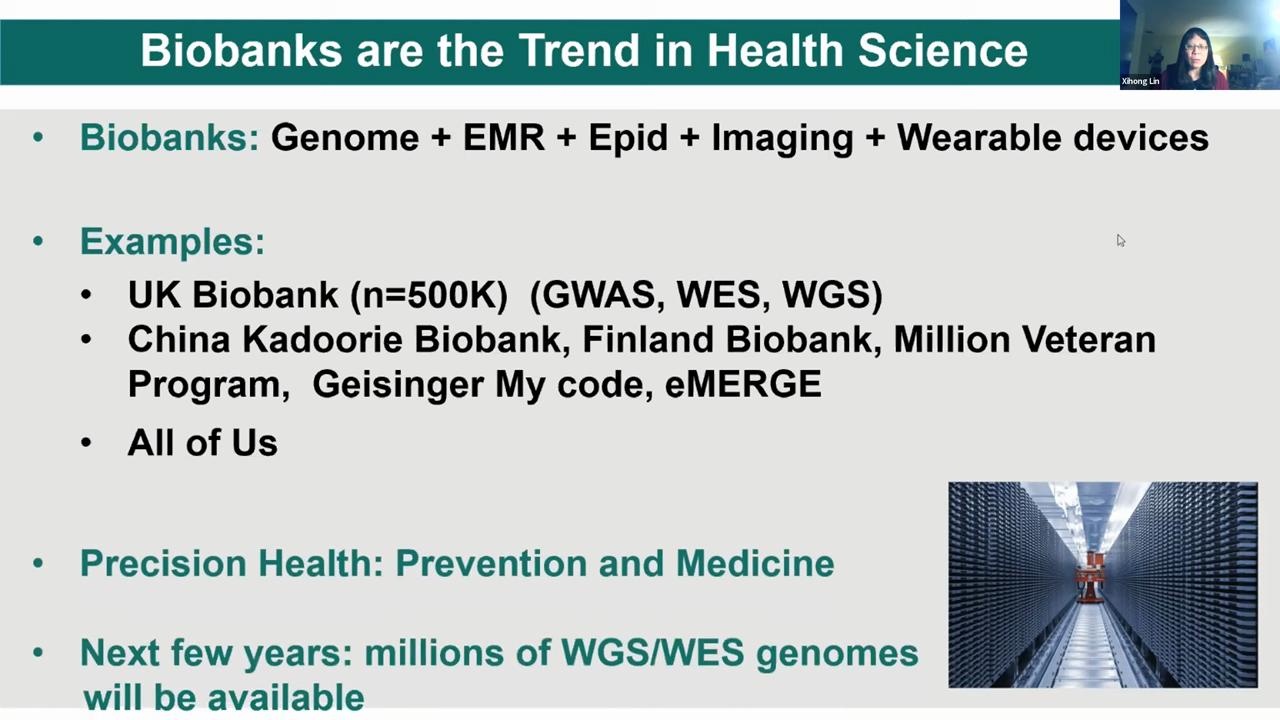 Biobanks are the Trend in Health Science
Xihong Lin
• Biobanks: Genome + EMR + Epid + Imaging + Wearable devices
• Examples:
• UK Biobank (n=500K) (GWAS, WES, WGS)
• China Kadoorie Biobank, Finland Biobank, Million Veteran
Program, Geisinger My code, eMERGE
• All of Us
• Precision Health: Prevention and Medicine
• Next few years: millions of WGS/WES genomes
will be available